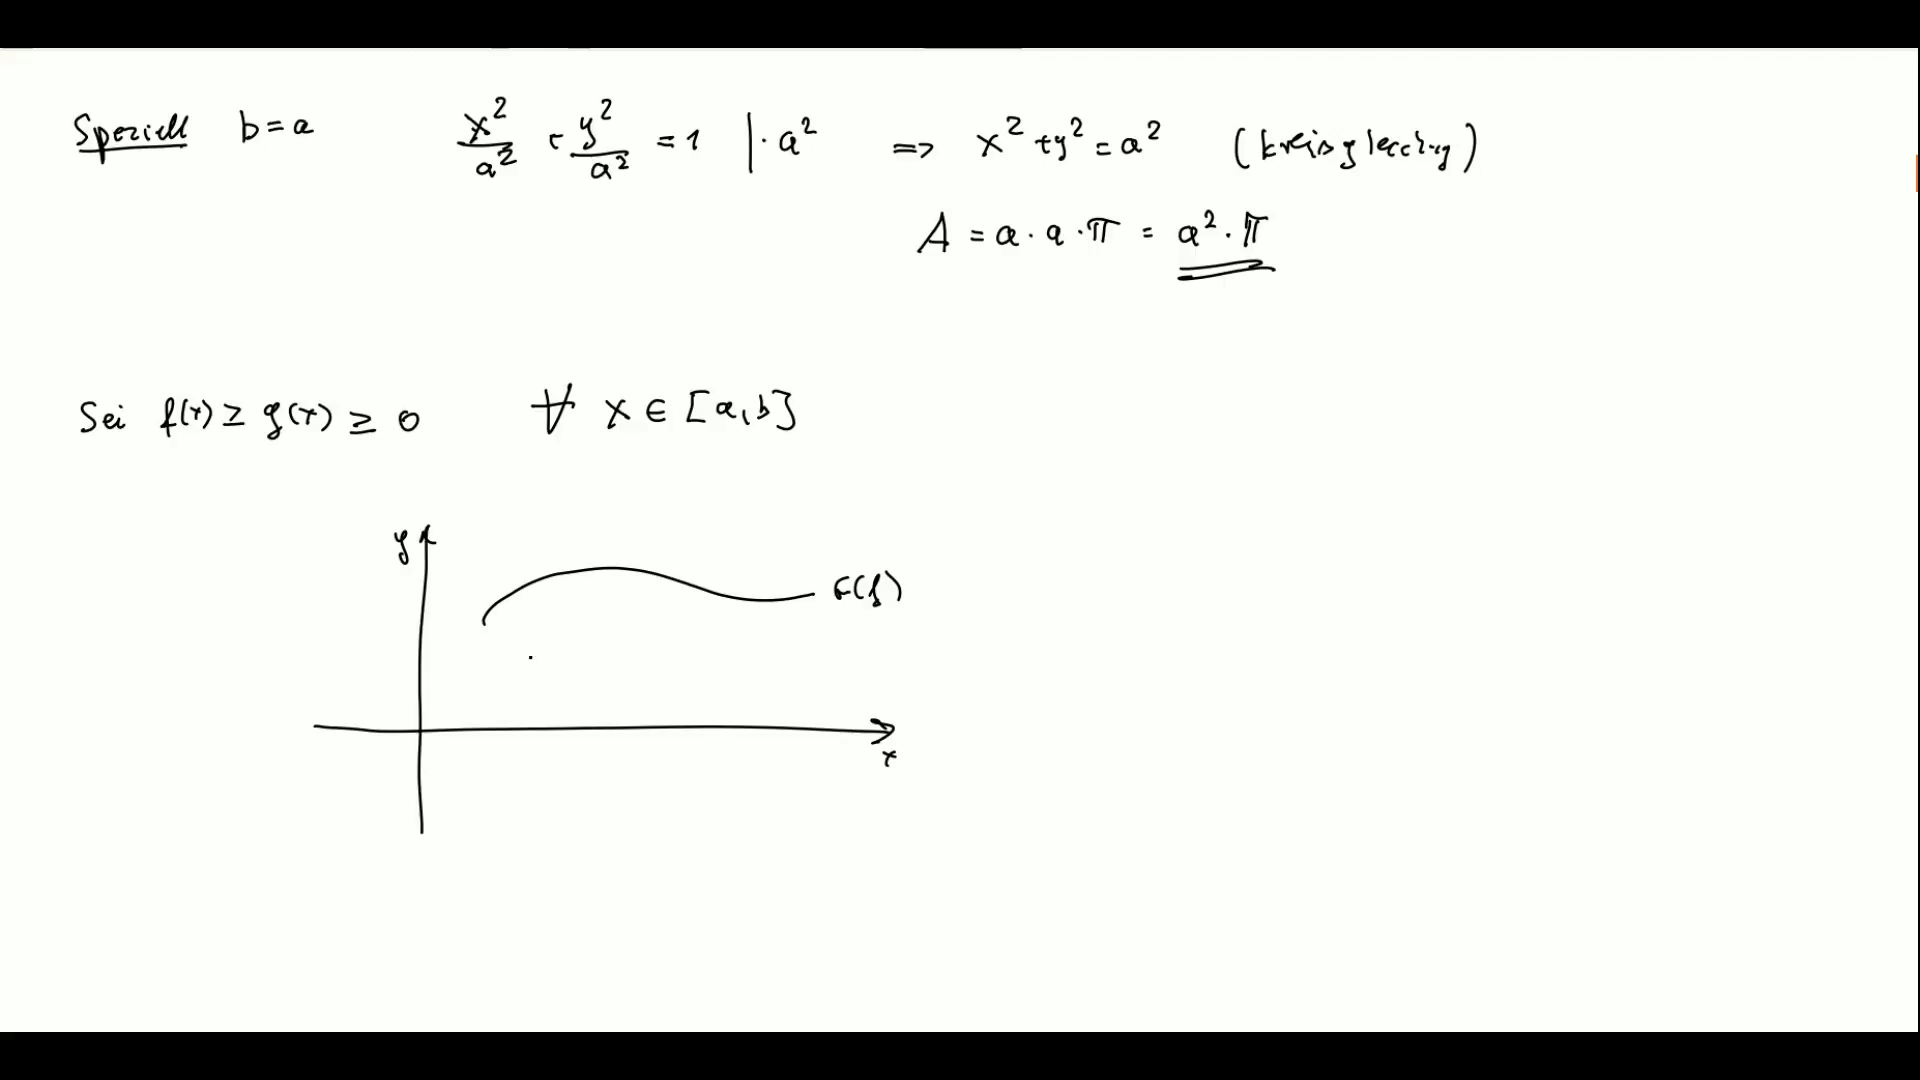 Speziell b = a x²/a² + y²/a² = 1 | · a² => x² + y² = a² (Kreisgleichung)
A = a · a · π = a² · π
Sei f(x) ≥ g(x) ≥ 0 ∀ x ∈ [a,b]
y
G(f)
x